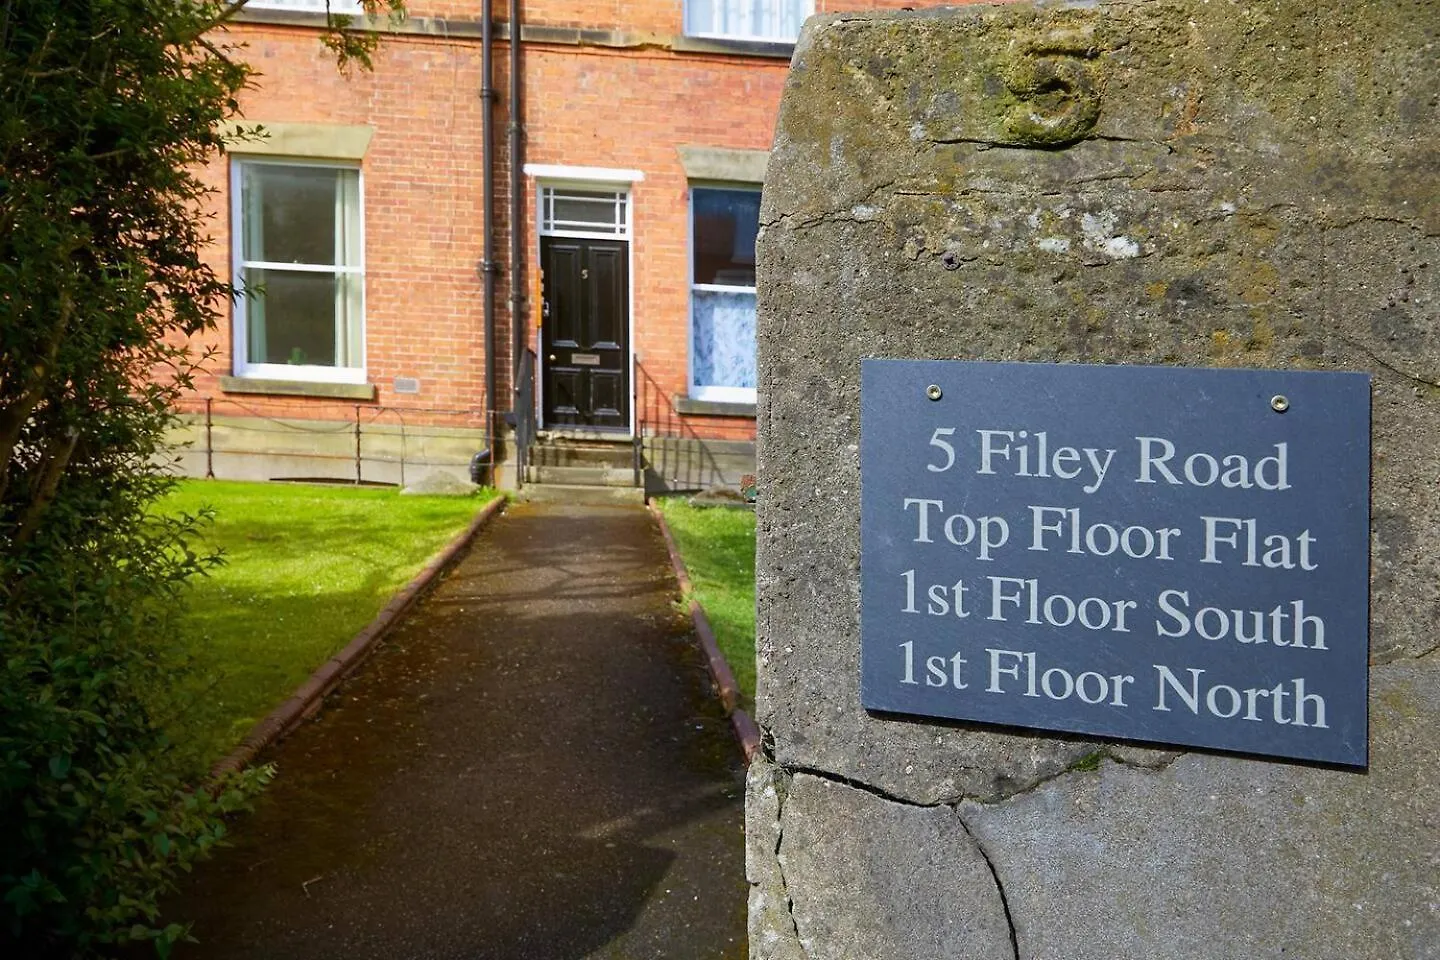 5
5
5 Filey Road
Top Floor Flat
1st Floor South
1st Floor North